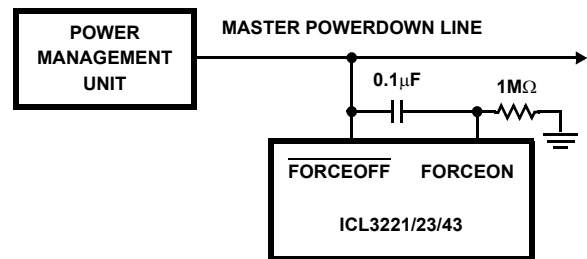 POWER
MANAGEMENT
UNIT
MASTER POWERDOWN LINE
0.1μF
1MΩ
FORCEOFF FORCEON
ICL3221/23/43